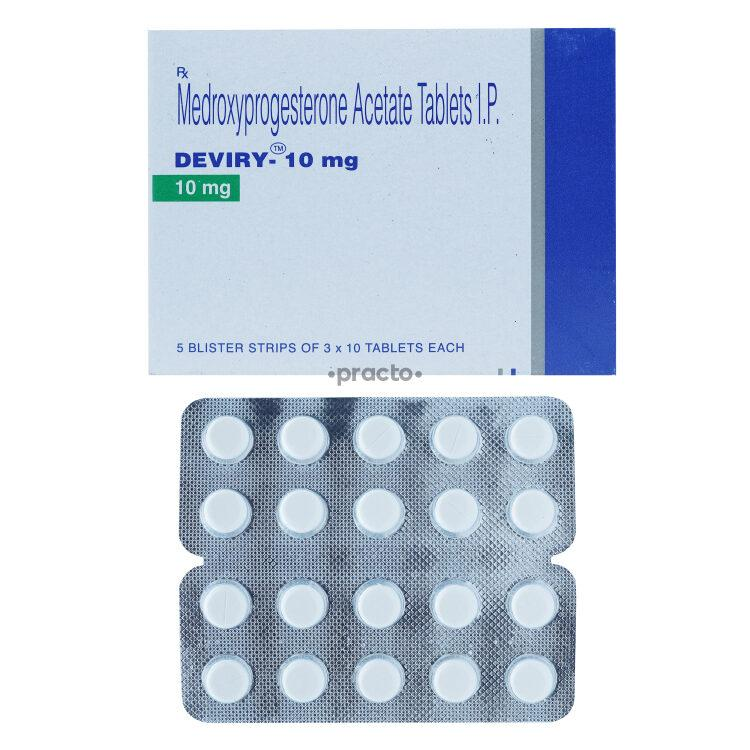 Rx
Medroxyprogesterone Acetate Tablets I.P.
DEVIRY-™ 10 mg
10 mg
5 BLISTER STRIPS OF 3 x 10 TABLETS EACH
•practo•